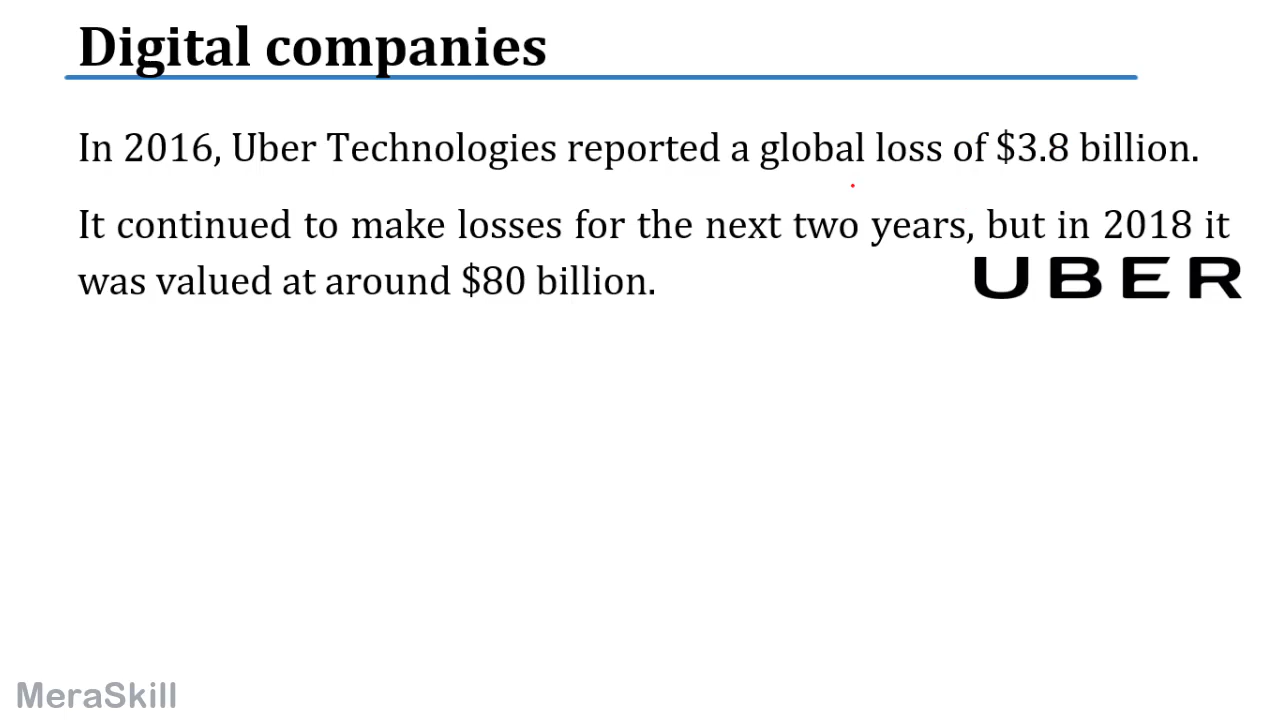 Digital companies
In 2016, Uber Technologies reported a global loss of $3.8 billion.
It continued to make losses for the next two years, but in 2018 it
was valued at around $80 billion.
UBER
MeraSkill